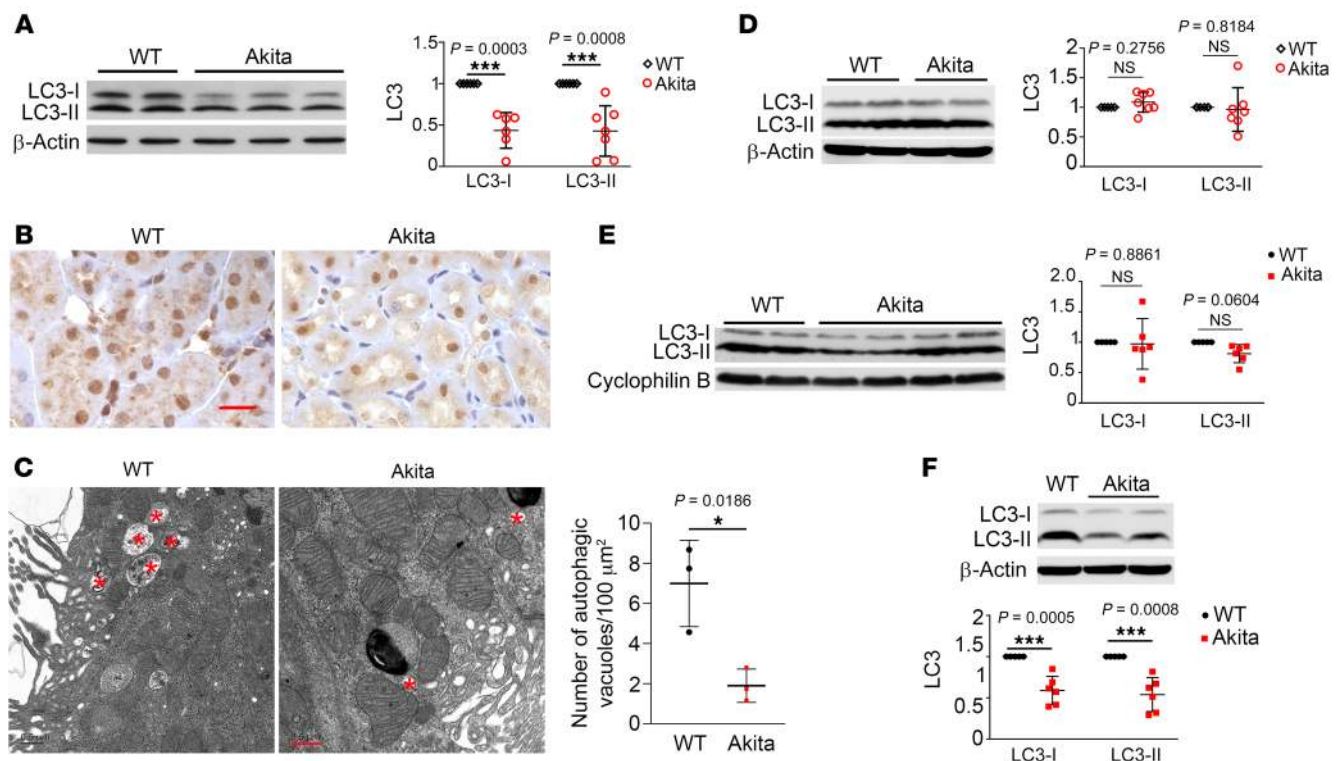 A
WT Akita
LC3-I
LC3-II
β-Actin
P = 0.0003
P = 0.0008
***
***
WT
Akita
LC3
1.5
1
0.5
0
LC3-I LC3-II
D
WT Akita
LC3-I
LC3-II
β-Actin
P = 0.8184
P = 0.2756
NS
NS
WT
Akita
LC3
2
1.5
1
0.5
0
LC3-I LC3-II
B
WT Akita
E
WT Akita
LC3-I
LC3-II
Cyclophilin B
P = 0.8861
NS
P = 0.0604
NS
WT
Akita
LC3
2.0
1.5
1
0.5
0
LC3-I LC3-II
C
WT Akita
* * * * *
* *
P = 0.0186
*
Number of autophagic
vacuoles/100 μm²
10
8
6
4
2
0
WT Akita
F
WT Akita
LC3-I
LC3-II
β-Actin
P = 0.0005
P = 0.0008
***
***
WT
Akita
LC3
2
1.5
1
0.5
0
LC3-I LC3-II